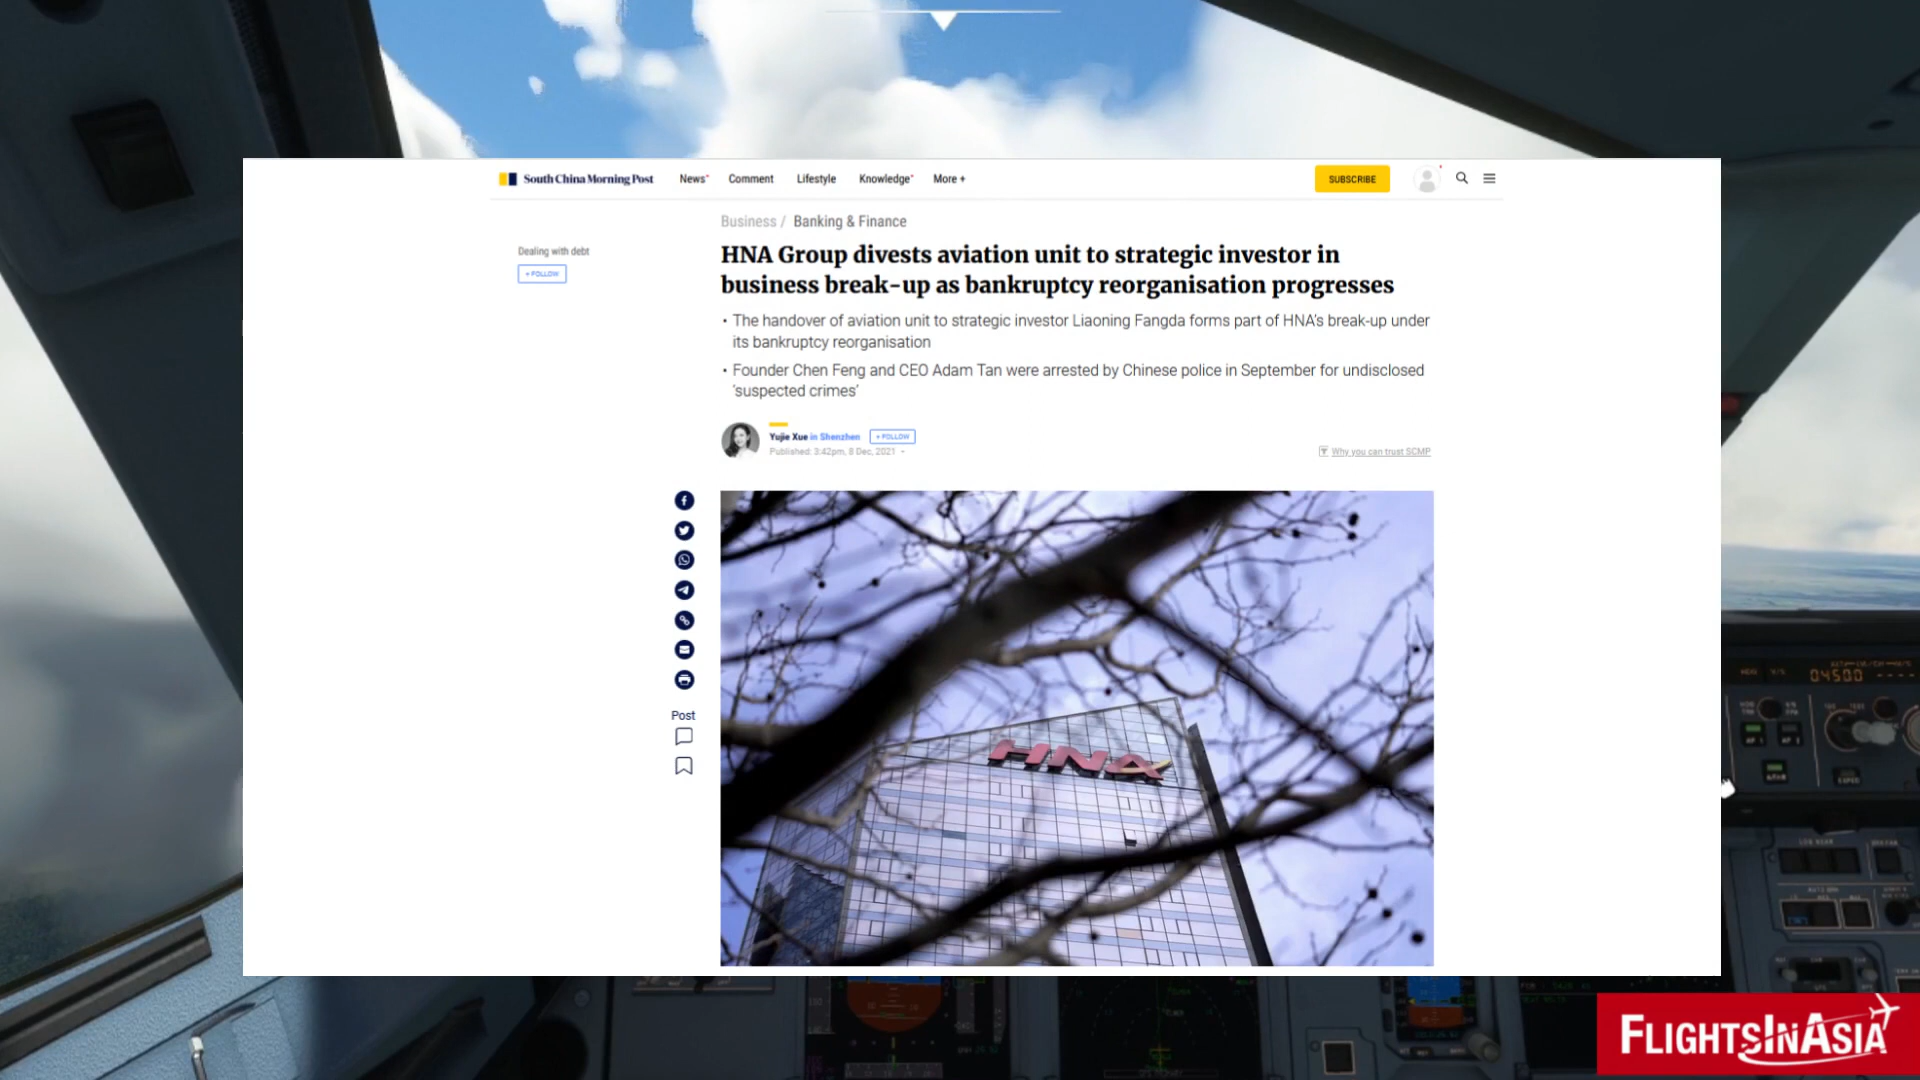 South China Morning Post
News
Comment
Lifestyle
Knowledge
More +
SUBSCRIBE
Business / Banking & Finance
Dealing with debt
+ FOLLOW
HNA Group divests aviation unit to strategic investor in
business break-up as bankruptcy reorganisation progresses
• The handover of aviation unit to strategic investor Liaoning Fangda forms part of HNA's break-up under
its bankruptcy reorganisation
• Founder Chen Feng and CEO Adam Tan were arrested by Chinese police in September for undisclosed
'suspected crimes'
Yujie Xue in Shenzhen
+ FOLLOW
Published: 3:42pm, 8 Dec, 2021
Why you can trust SCMP
Post
HNA
04500
FLIGHTSINASIA